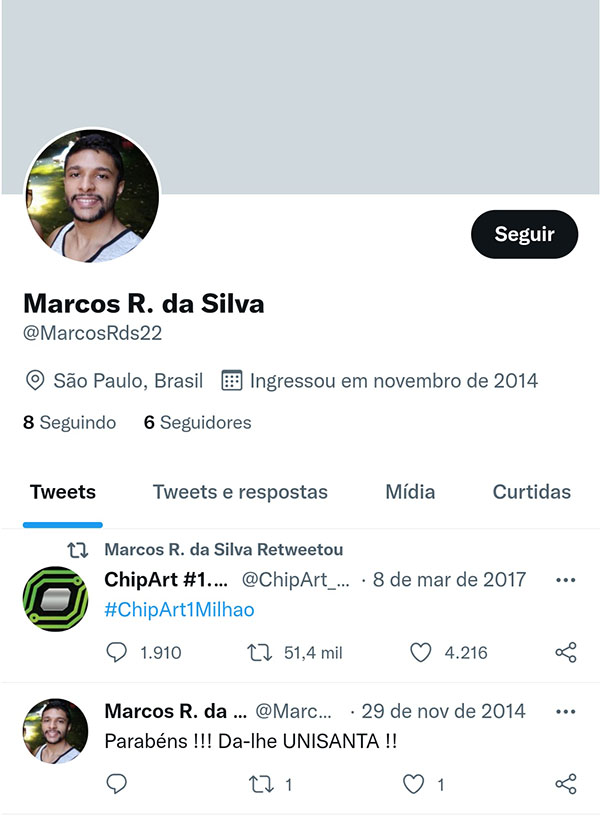 Seguir
Marcos R. da Silva
@MarcosRds22
São Paulo, Brasil Ingressou em novembro de 2014
8 Seguindo 6 Seguidores
Tweets Tweets e respostas Mídia Curtidas
Marcos R. da Silva Retweetou
ChipArt #1.... @ChipArt_... · 8 de mar de 2017
#ChipArt1Milhao
1.910 51,4 mil 4.216
Marcos R. da ... @Marc... · 29 de nov de 2014
Parabéns !!! Da-lhe UNISANTA !!
1 1